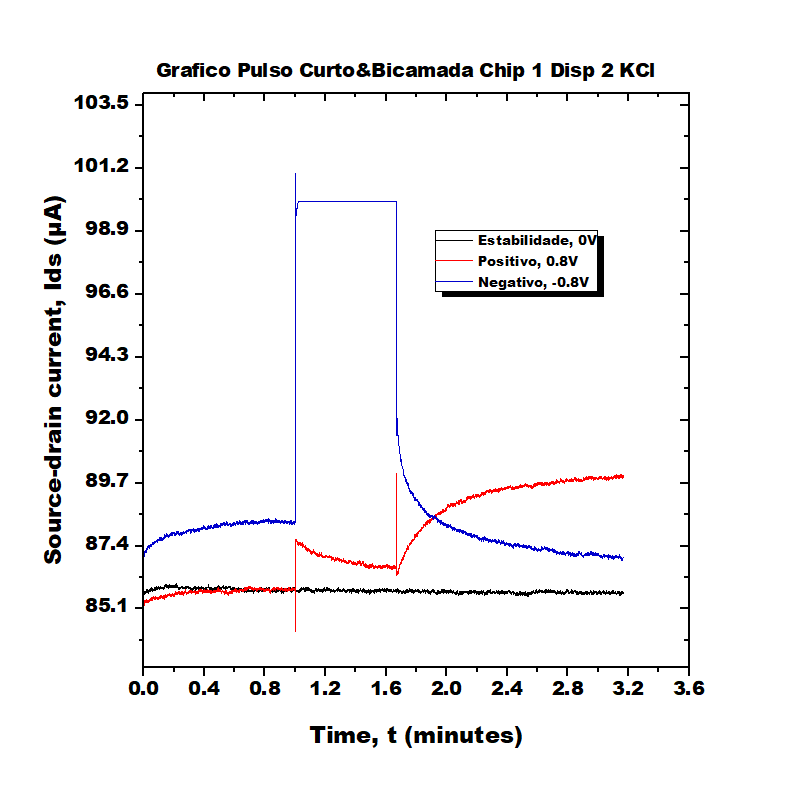 Grafico Pulso Curto&Bicamada Chip 1 Disp 2 KCl
103.5
101.2
98.9
96.6
94.3
92.0
89.7
87.4
85.1
Source-drain current, Ids (µA)
Estabilidade, 0V
Positivo, 0.8V
Negativo, -0.8V
0.0 0.4 0.8 1.2 1.6 2.0 2.4 2.8 3.2 3.6
Time, t (minutes)